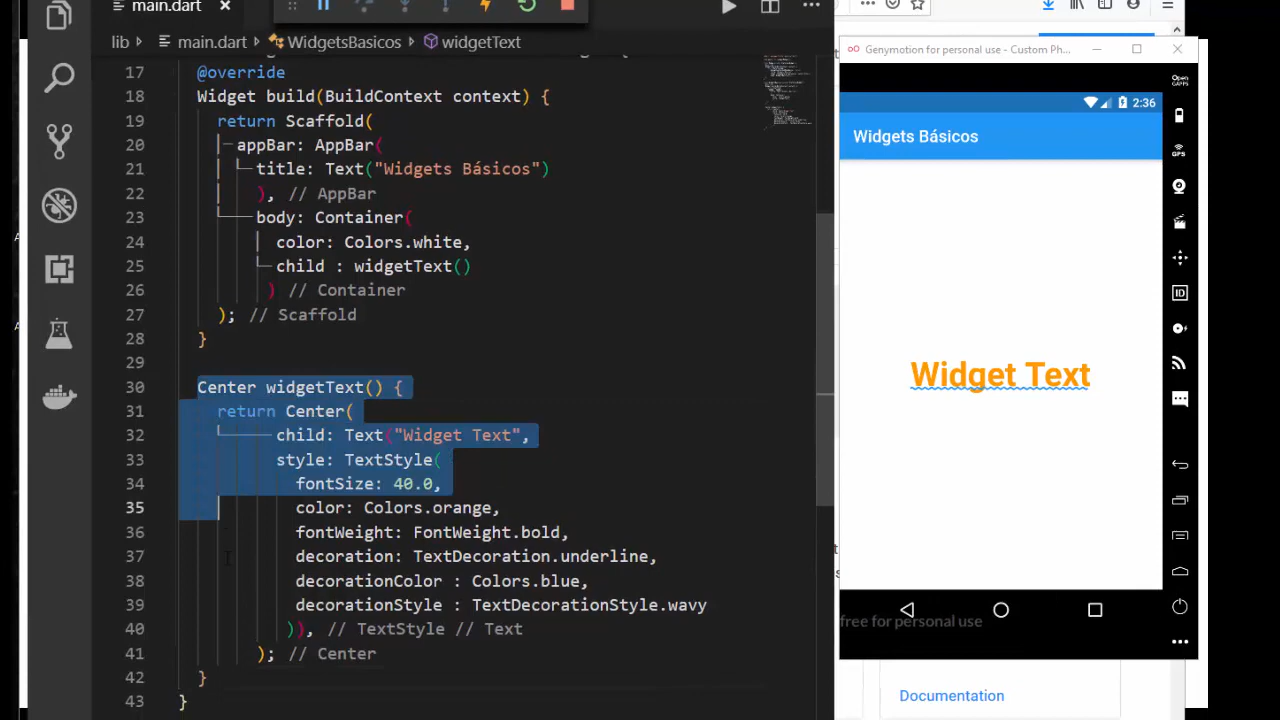 main.dart
lib > main.dart > WidgetsBasicos > widgetText
17 @override
18 Widget build(BuildContext context) {
19 return Scaffold(
20 appBar: AppBar(
21 title: Text("Widgets Básicos")
22 ), // AppBar
23 body: Container(
24 color: Colors.white,
25 child : widgetText()
26 ) // Container
27 ); // Scaffold
28 }
29
30 Center widgetText() {
31 return Center(
32 child: Text("Widget Text",
33 style: TextStyle(
34 fontSize: 40.0,
35 color: Colors.orange,
36 fontWeight: FontWeight.bold,
37 decoration: TextDecoration.underline,
38 decorationColor : Colors.blue,
39 decorationStyle : TextDecorationStyle.wavy
40 )), // TextStyle // Text
41 ); // Center
42 }
43 }
Genymotion for personal use - Custom Ph...
2:36
Widgets Básicos
Widget Text
Open
GAPPS
GPS
ID
free for personal use
Documentation